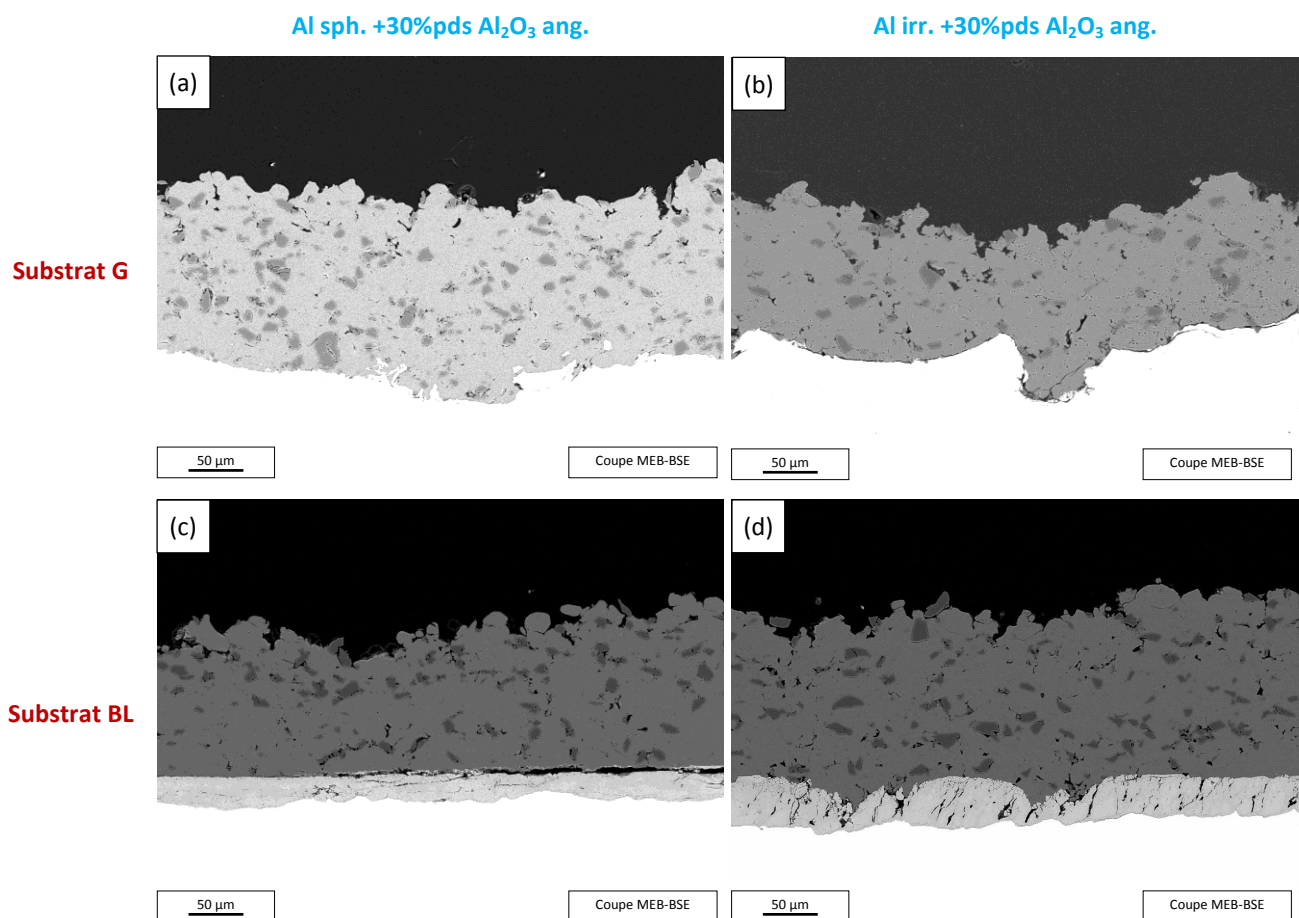 Al sph. +30%pds Al₂O₃ ang.
Al irr. +30%pds Al₂O₃ ang.
Substrat G
(a)
50 µm
Coupe MEB-BSE
(b)
50 µm
Coupe MEB-BSE
Substrat BL
(c)
50 µm
Coupe MEB-BSE
(d)
50 µm
Coupe MEB-BSE